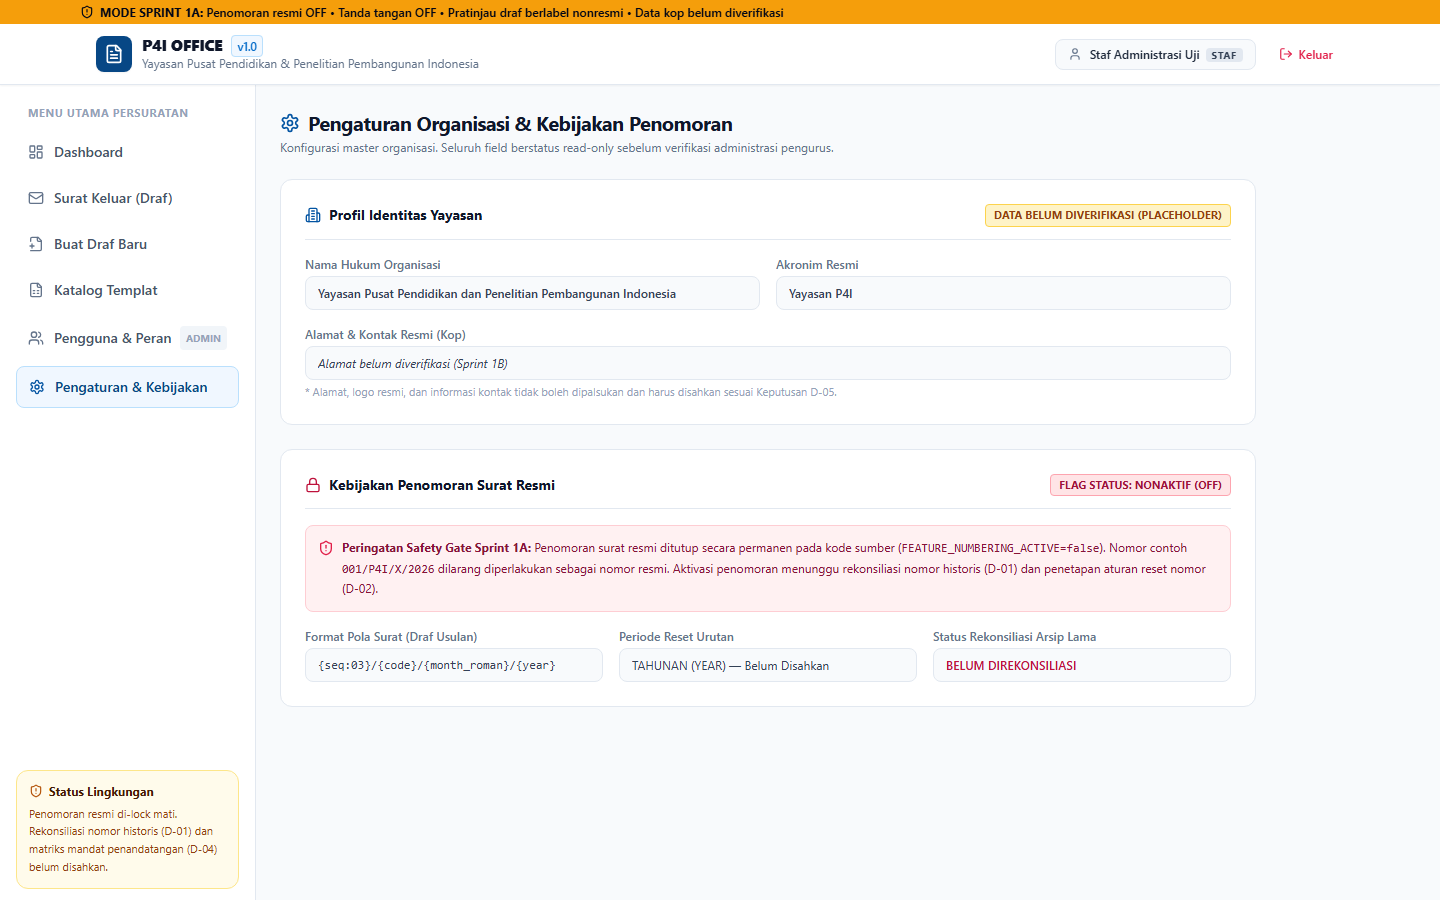 MODE SPRINT 1A: Penomoran resmi OFF • Tanda tangan OFF • Pratinjau draf berlabel nonresmi • Data kop belum diverifikasi
P4I OFFICE v1.0
Yayasan Pusat Pendidikan & Penelitian Pembangunan Indonesia
Staf Administrasi Uji STAF
Keluar
MENU UTAMA PERSURATAN
Dashboard
Surat Keluar (Draf)
Buat Draf Baru
Katalog Templat
Pengguna & Peran ADMIN
Pengaturan & Kebijakan
Status Lingkungan
Penomoran resmi di-lock mati.
Rekonsiliasi nomor historis (D-01) dan
matriks mandat penandatangan (D-04)
belum disahkan.
Pengaturan Organisasi & Kebijakan Penomoran
Konfigurasi master organisasi. Seluruh field berstatus read-only sebelum verifikasi administrasi pengurus.
Profil Identitas Yayasan
DATA BELUM DIVERIFIKASI (PLACEHOLDER)
Nama Hukum Organisasi
Yayasan Pusat Pendidikan dan Penelitian Pembangunan Indonesia
Akronim Resmi
Yayasan P4I
Alamat & Kontak Resmi (Kop)
Alamat belum diverifikasi (Sprint 1B)
* Alamat, logo resmi, dan informasi kontak tidak boleh dipalsukan dan harus disahkan sesuai Keputusan D-05.
Kebijakan Penomoran Surat Resmi
FLAG STATUS: NONAKTIF (OFF)
Peringatan Safety Gate Sprint 1A: Penomoran surat resmi ditutup secara permanen pada kode sumber (FEATURE_NUMBERING_ACTIVE=false). Nomor contoh
001/P4I/X/2026 dilarang diperlakukan sebagai nomor resmi. Aktivasi penomoran menunggu rekonsiliasi nomor historis (D-01) dan penetapan aturan reset nomor
(D-02).
Format Pola Surat (Draf Usulan)
{seq:03}/{code}/{month_roman}/{year}
Periode Reset Urutan
TAHUNAN (YEAR) — Belum Disahkan
Status Rekonsiliasi Arsip Lama
BELUM DIREKONSILIASI